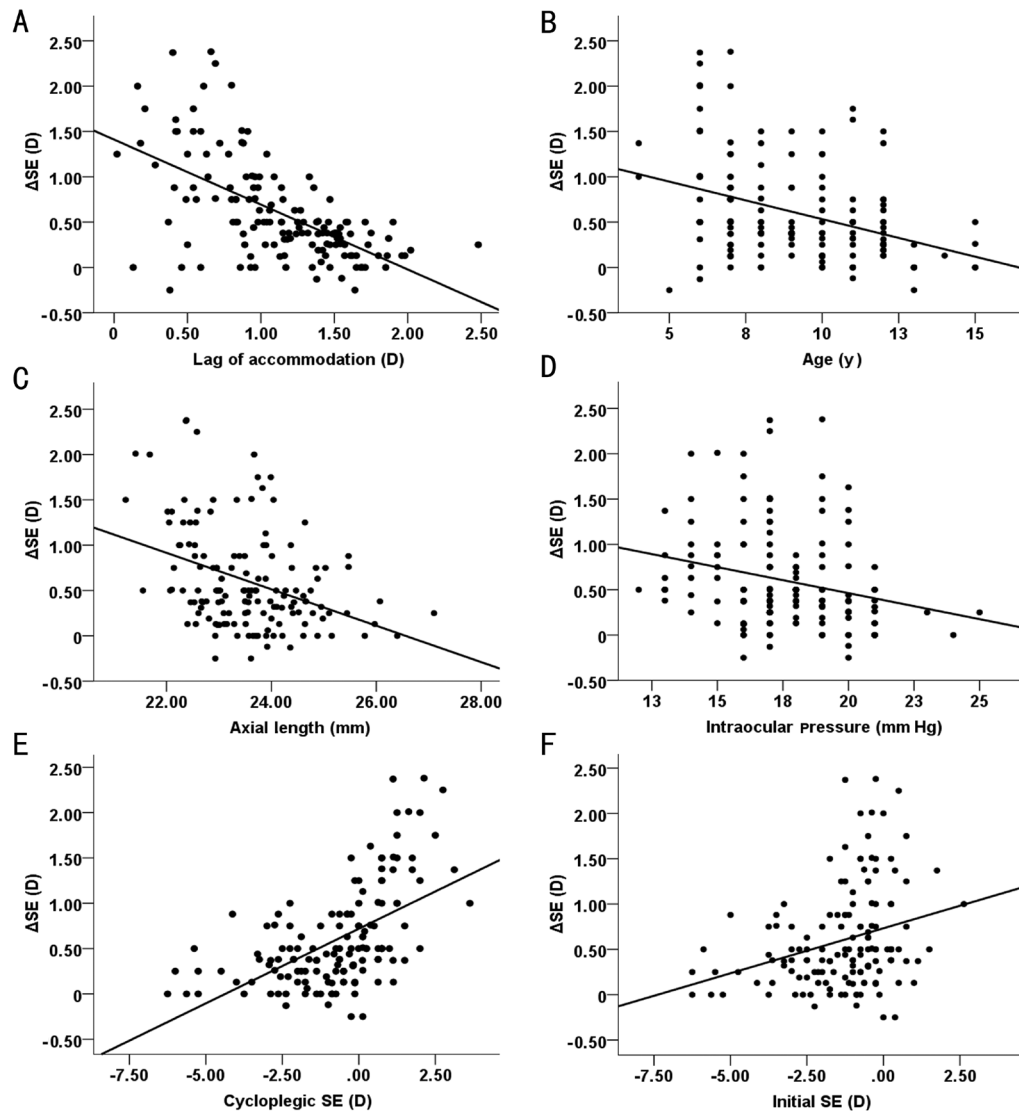 A
ΔSE (D)
2.50
2.00
1.50
1.00
0.50
0
-0.50
0 0.50 1.00 1.50 2.00 2.50
Lag of accommodation (D)
B
ΔSE (D)
2.50
2.00
1.50
1.00
0.50
0
-0.50
5 8 10 13 15
Age (y)
C
ΔSE (D)
2.50
2.00
1.50
1.00
0.50
0
-0.50
22.00 24.00 26.00 28.00
Axial length (mm)
D
ΔSE (D)
2.50
2.00
1.50
1.00
0.50
0
-0.50
13 15 18 20 23 25
Intraocular pressure (mm Hg)
E
ΔSE (D)
2.50
2.00
1.50
1.00
0.50
0
-0.50
-7.50 -5.00 -2.50 .00 2.50
Cycloplegic SE (D)
F
ΔSE (D)
2.50
2.00
1.50
1.00
0.50
0.00
-0.50
-7.50 -5.00 -2.50 .00 2.50
Initial SE (D)